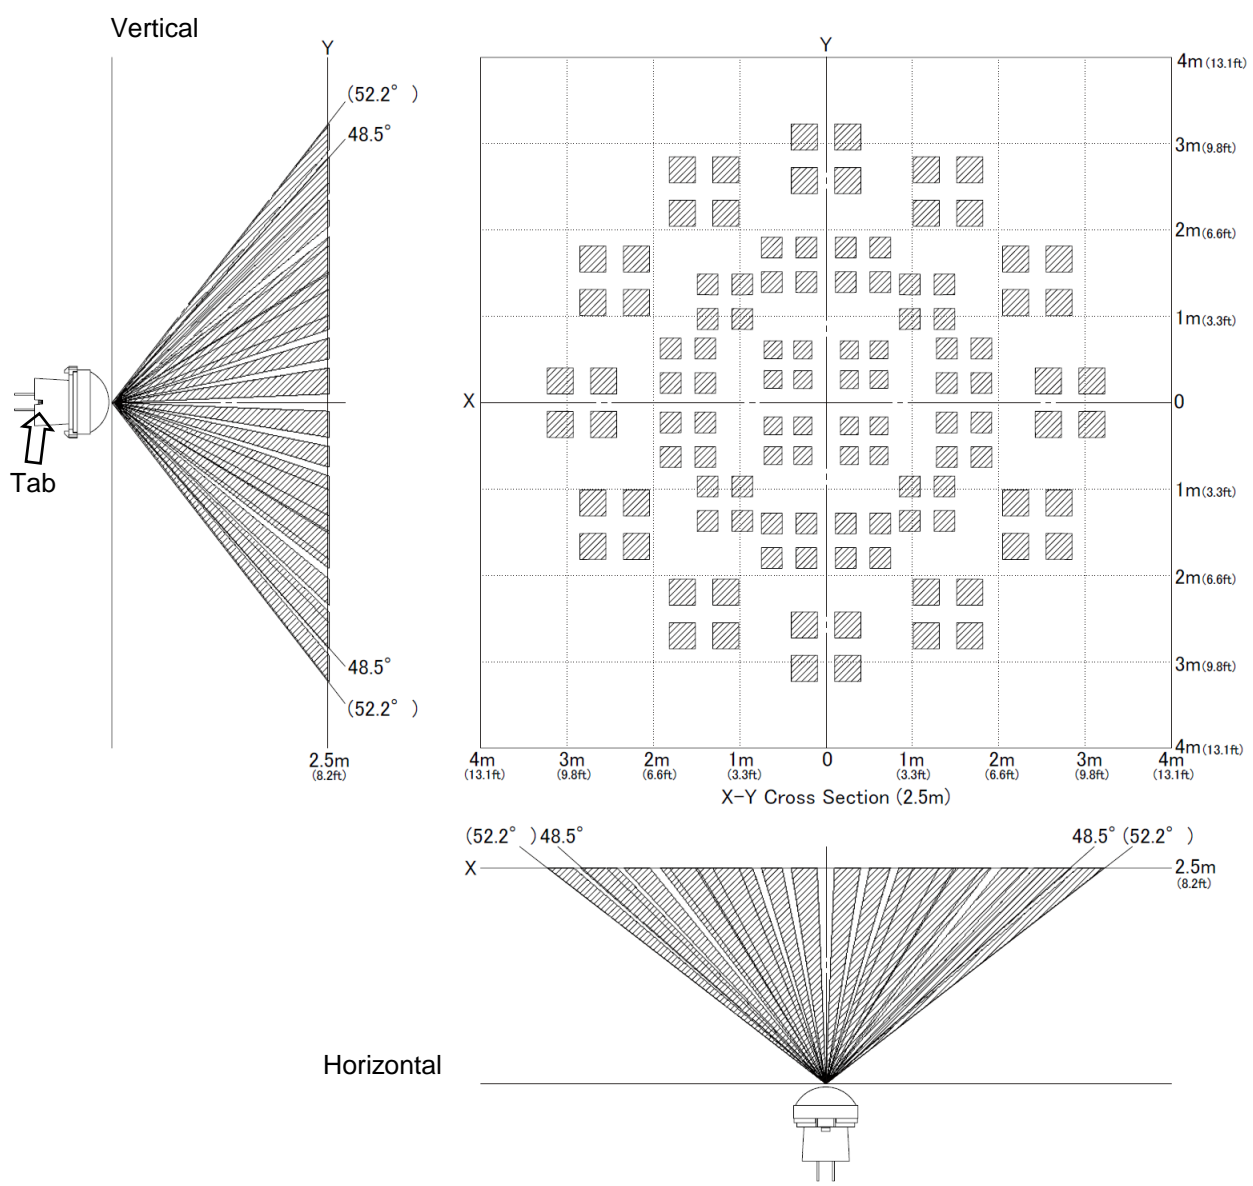 Vertical
Y
(52.2° )
48.5°
Tab
48.5°
(52.2° )
2.5m
(8.2ft)
Y
4m(13.1ft)
3m(9.8ft)
2m(6.6ft)
1m(3.3ft)
X
0
1m(3.3ft)
2m(6.6ft)
3m(9.8ft)
4m(13.1ft)
4m 3m 2m 1m 0 1m 2m 3m 4m
(13.1ft) (9.8ft) (6.6ft) (3.3ft) (3.3ft) (6.6ft) (9.8ft) (13.1ft)
X-Y Cross Section (2.5m)
(52.2° )48.5° 48.5°(52.2° )
X
2.5m
(8.2ft)
Horizontal